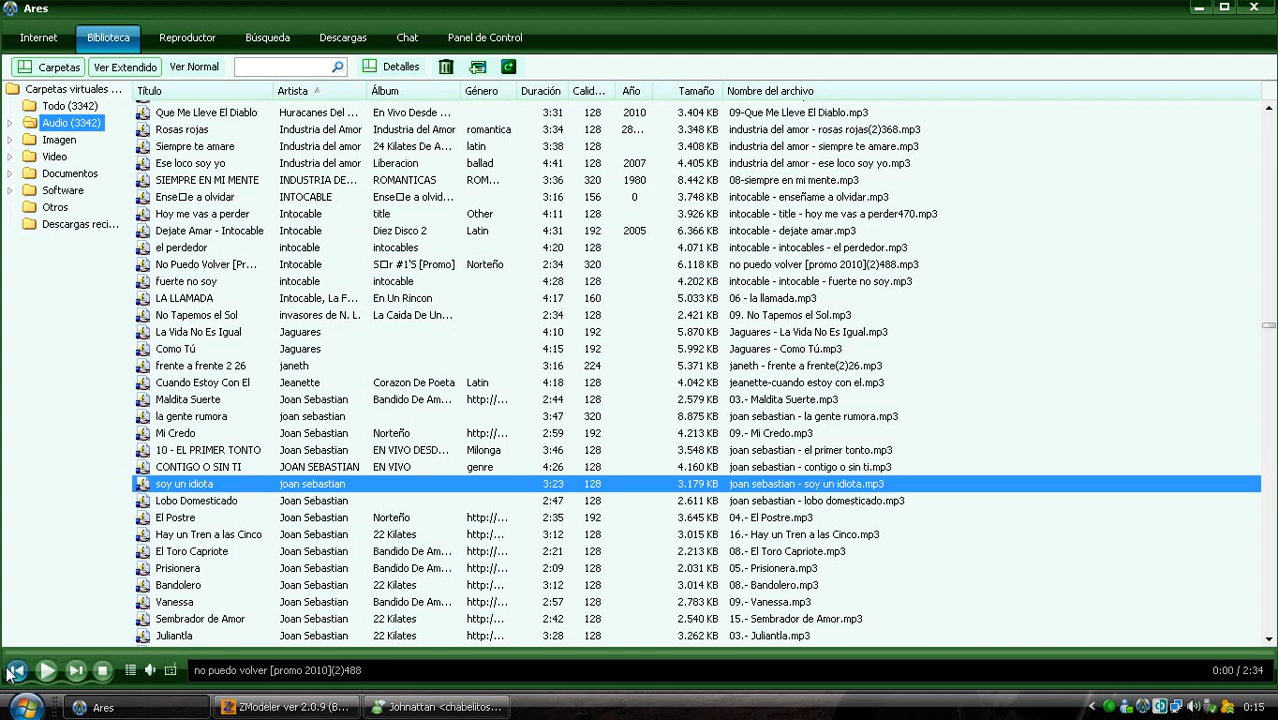 Ares
Internet Biblioteca Reproductor Búsqueda Descargas Chat Panel de Control
Carpetas Ver Extendido Ver Normal Detalles
Carpetas virtuales ...
Todo (3342)
Audio (3342)
Imagen
Video
Documentos
Software
Otros
Descargas reci...
Título Artista Álbum Género Duración Calid... Año Tamaño Nombre del archivo
Que Me Lleve El Diablo Huracanes Del ... En Vivo Desde ... 3:31 128 2010 3.404 KB 09-Que Me Lleve El Diablo.mp3
Rosas rojas Industria del Amor Industria del Amor romantica 3:34 128 28... 3.348 KB industria del amor - rosas rojas(2)368.mp3
Siempre te amare Industria del amor 24 Kilates De A... latin 3:38 128 3.408 KB industria del amor - siempre te amare.mp3
Ese loco soy yo Industria del amor Liberacion ballad 4:41 128 2007 4.405 KB industria del amor - ese loco soy yo.mp3
SIEMPRE EN MI MENTE INDUSTRIA DE... ROMANTICAS ROM... 3:36 320 1980 8.442 KB 08-siempre en mi mente.mp3
Ense□e a olvidar INTOCABLE Ense□e a olvid... 3:16 156 0 3.748 KB intocable - enseñame a olvidar.mp3
Hoy me vas a perder Intocable title Other 4:11 128 3.926 KB intocable - title - hoy me vas a perder470.mp3
Dejate Amar - Intocable Intocable Diez Disco 2 Latin 4:31 192 2005 6.366 KB intocable - dejate amar.mp3
el perdedor intocable intocables 4:20 128 4.071 KB intocable - intocables - el perdedor.mp3
No Puedo Volver [Pr... Intocable S□r #1'S [Promo] Norteño 2:34 320 6.118 KB no puedo volver [promo 2010](2)488.mp3
fuerte no soy intocable intocable 4:28 128 4.202 KB intocable - intocable - fuerte no soy.mp3
LA LLAMADA Intocable, La F... En Un Rincon 4:17 160 5.033 KB 06 - la llamada.mp3
No Tapemos el Sol invasores de N. L. La Caida De Un... 2:34 128 2.421 KB 09. No Tapemos el Sol.mp3
La Vida No Es Igual Jaguares 4:10 192 5.870 KB Jaguares - La Vida No Es Igual.mp3
Como Tú Jaguares 4:15 192 5.992 KB Jaguares - Como Tú.mp3
frente a frente 2 26 janeth 3:16 224 5.371 KB janeth - frente a frente(2)26.mp3
Cuando Estoy Con El Jeanette Corazon De Poeta Latin 4:18 128 4.042 KB jeanette-cuando estoy con el.mp3
Maldita Suerte Joan Sebastian Bandido De Am... http://... 2:44 128 2.579 KB 03.-Maldita Suerte.mp3
la gente rumora joan sebastian 3:47 320 8.875 KB joan sebastian - la gente rumora.mp3
Mi Credo Joan Sebastian Norteño http://... 2:59 192 4.213 KB 09.- Mi Credo.mp3
10 - EL PRIMER TONTO Joan Sebastian EN VIVO DESD... Milonga 3:46 128 3.548 KB joan sebastian - el primer tonto.mp3
CONTIGO O SIN TI JOAN SEBASTIAN EN VIVO genre 4:26 128 4.160 KB joan sebastian - contigo o sin ti.mp3
soy un idiota joan sebastian 3:23 128 3.179 KB joan sebastian - soy un idiota.mp3
Lobo Domesticado Joan Sebastian 2:47 128 2.611 KB joan sebastian - lobo domesticado.mp3
El Postre Joan Sebastian Norteño http://... 2:35 192 3.645 KB 04.- El Postre.mp3
Hay un Tren a las Cinco Joan Sebastian 22 Kilates http://... 3:12 128 3.015 KB 16.- Hay un Tren a las Cinco.mp3
El Toro Capriote Joan Sebastian Bandido De Am... http://... 2:21 128 2.213 KB 08.- El Toro Capriote.mp3
Prisionera Joan Sebastian Bandido De Am... http://... 2:09 128 2.031 KB 05.- Prisionera.mp3
Bandolero Joan Sebastian 22 Kilates http://... 3:12 128 3.014 KB 08.- Bandolero.mp3
Vanessa Joan Sebastian Bandido De Am... http://... 2:57 128 2.783 KB 09.- Vanessa.mp3
Sembrador de Amor Joan Sebastian 22 Kilates http://... 2:42 128 2.540 KB 15.- Sembrador de Amor.mp3
Juliantla Joan Sebastian 22 Kilates http://... 3:28 128 3.262 KB 03.- Juliantla.mp3
no puedo volver [promo 2010](2)488 0:00 / 2:34
Ares ZModeler ver 2.0.9 (B... Johnattan <chabelitos... 0:15